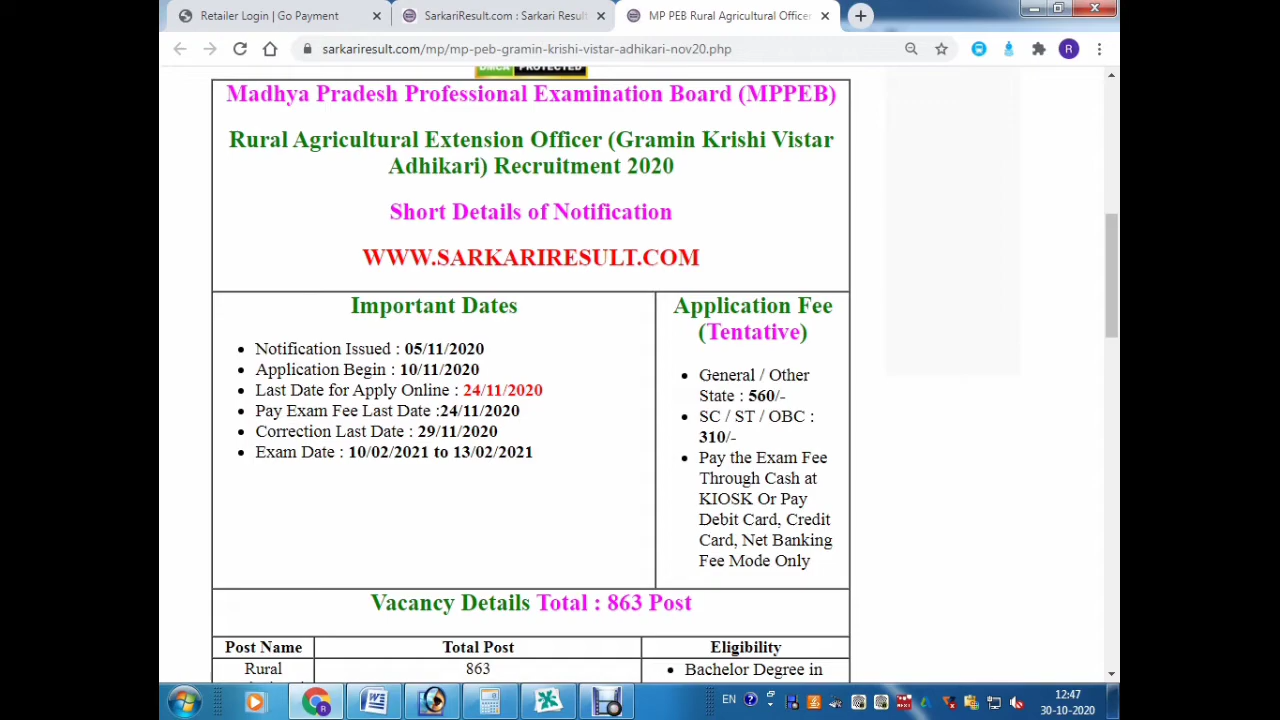 Retailer Login | Go Payment
SarkariResult.com : Sarkari Resul
MP PEB Rural Agricultural Officer
sarkariresult.com/mp/mp-peb-gramin-krishi-vistar-adhikari-nov20.php
R
DMCA PROTECTED
Madhya Pradesh Professional Examination Board (MPPEB)
Rural Agricultural Extension Officer (Gramin Krishi Vistar
Adhikari) Recruitment 2020
Short Details of Notification
WWW.SARKARIRESULT.COM
Important Dates
Notification Issued : 05/11/2020
Application Begin : 10/11/2020
Last Date for Apply Online : 24/11/2020
Pay Exam Fee Last Date :24/11/2020
Correction Last Date : 29/11/2020
Exam Date : 10/02/2021 to 13/02/2021
Application Fee
(Tentative)
General / Other
State : 560/-
SC / ST / OBC :
310/-
Pay the Exam Fee
Through Cash at
KIOSK Or Pay
Debit Card, Credit
Card, Net Banking
Fee Mode Only
Vacancy Details Total : 863 Post
Post Name
Total Post
Eligibility
Rural
863
Bachelor Degree in
EN
12:47
30-10-2020